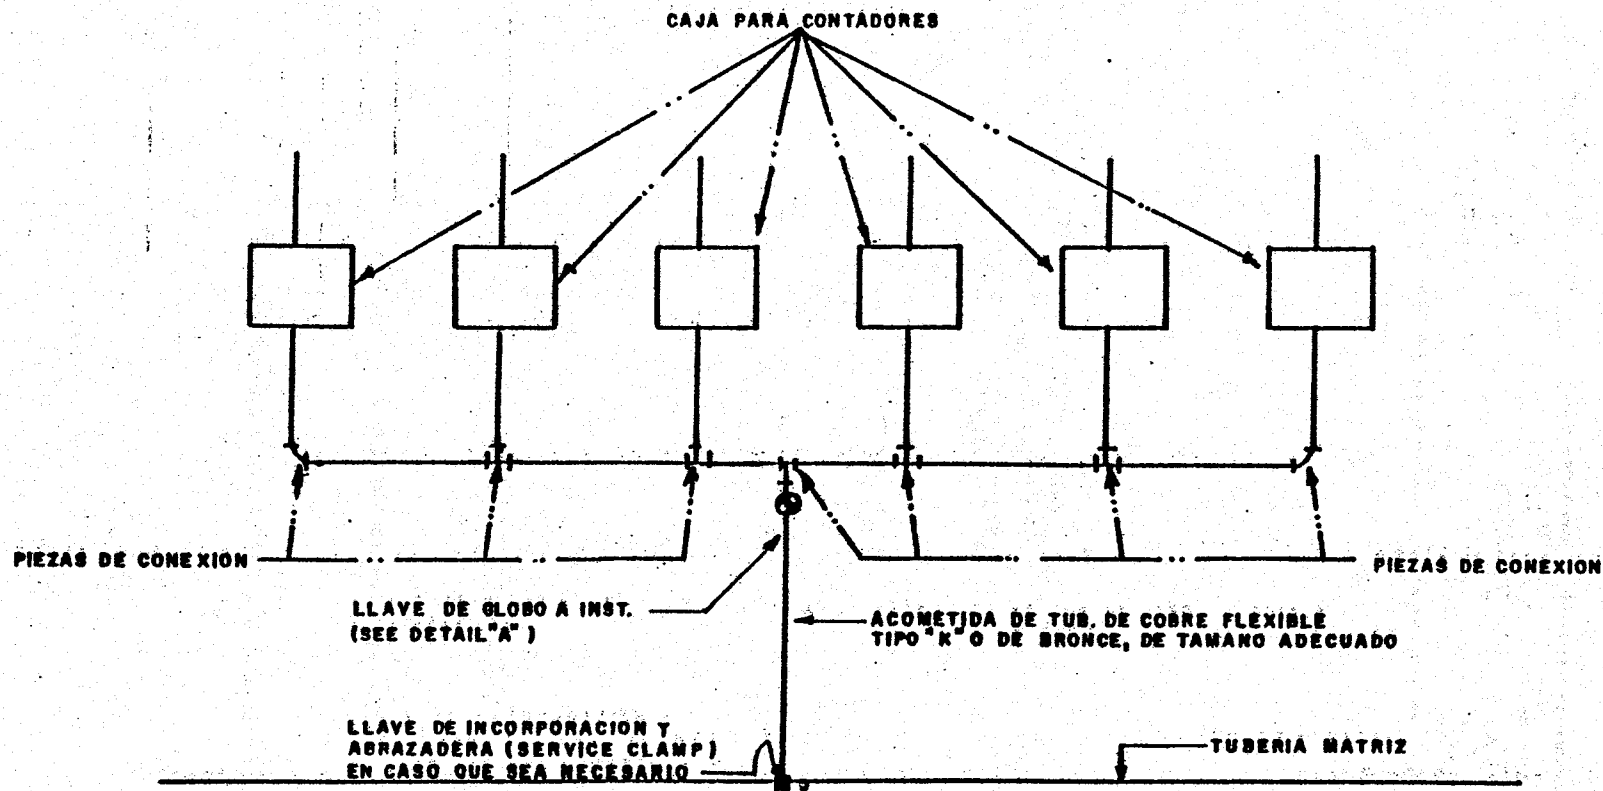 CAJA PARA CONTADORES
PIEZAS DE CONEXION
PIEZAS DE CONEXION
LLAVE DE GLOBO A INST.
(SEE DETAIL "A")
ACOMETIDA DE TUB. DE COBRE FLEXIBLE
TIPO "K" O DE BRONCE, DE TAMANO ADECUADO
LLAVE DE INCORPORACION Y
ABRAZADERA (SERVICE CLAMP)
EN CASO QUE SEA NECESARIO
TUBERIA MATRIZ